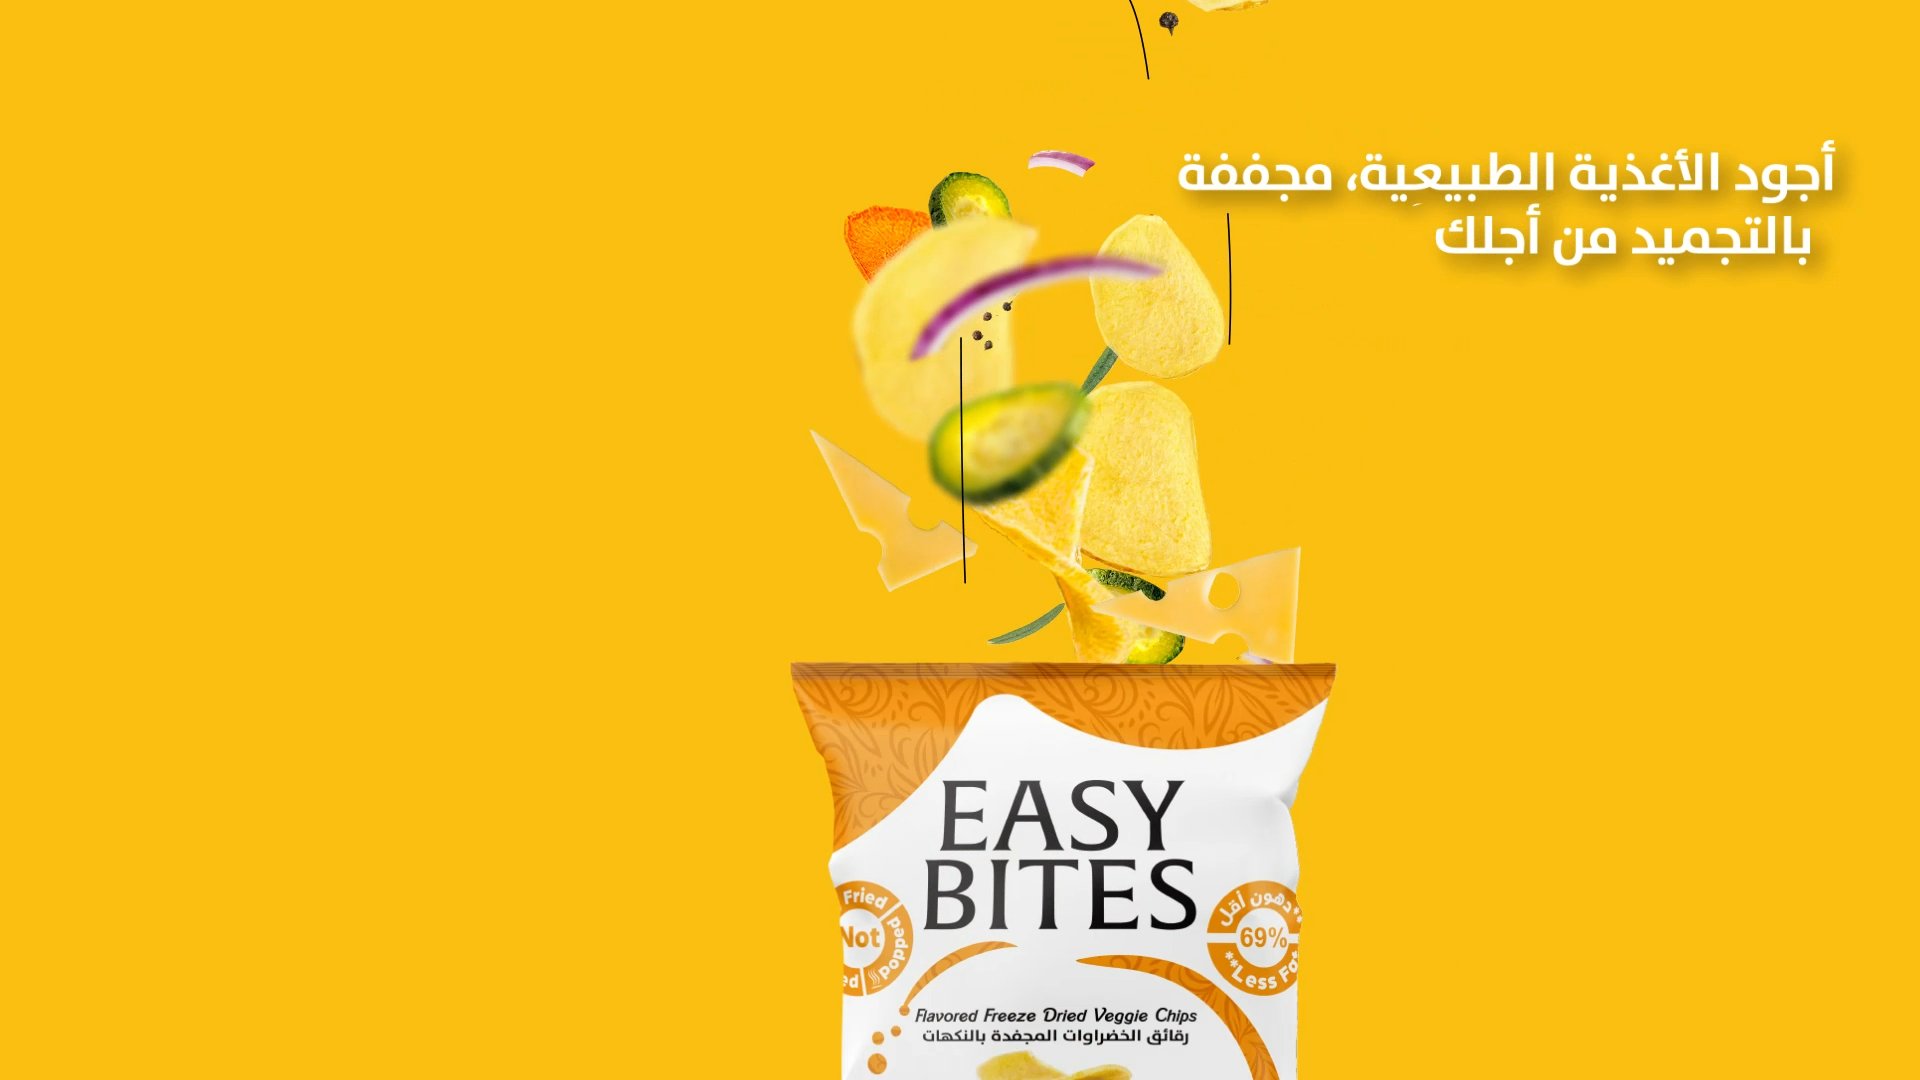 أجود الأغذية الطبيعِية، مجففة
بالتجميد من أجلك
EASY
BITES
Fried
Not
Popped
دهون أقل**
69%
**Less Fat
Flavored Freeze Dried Veggie Chips
رقائق الخضراوات المجفدة بالنكهات